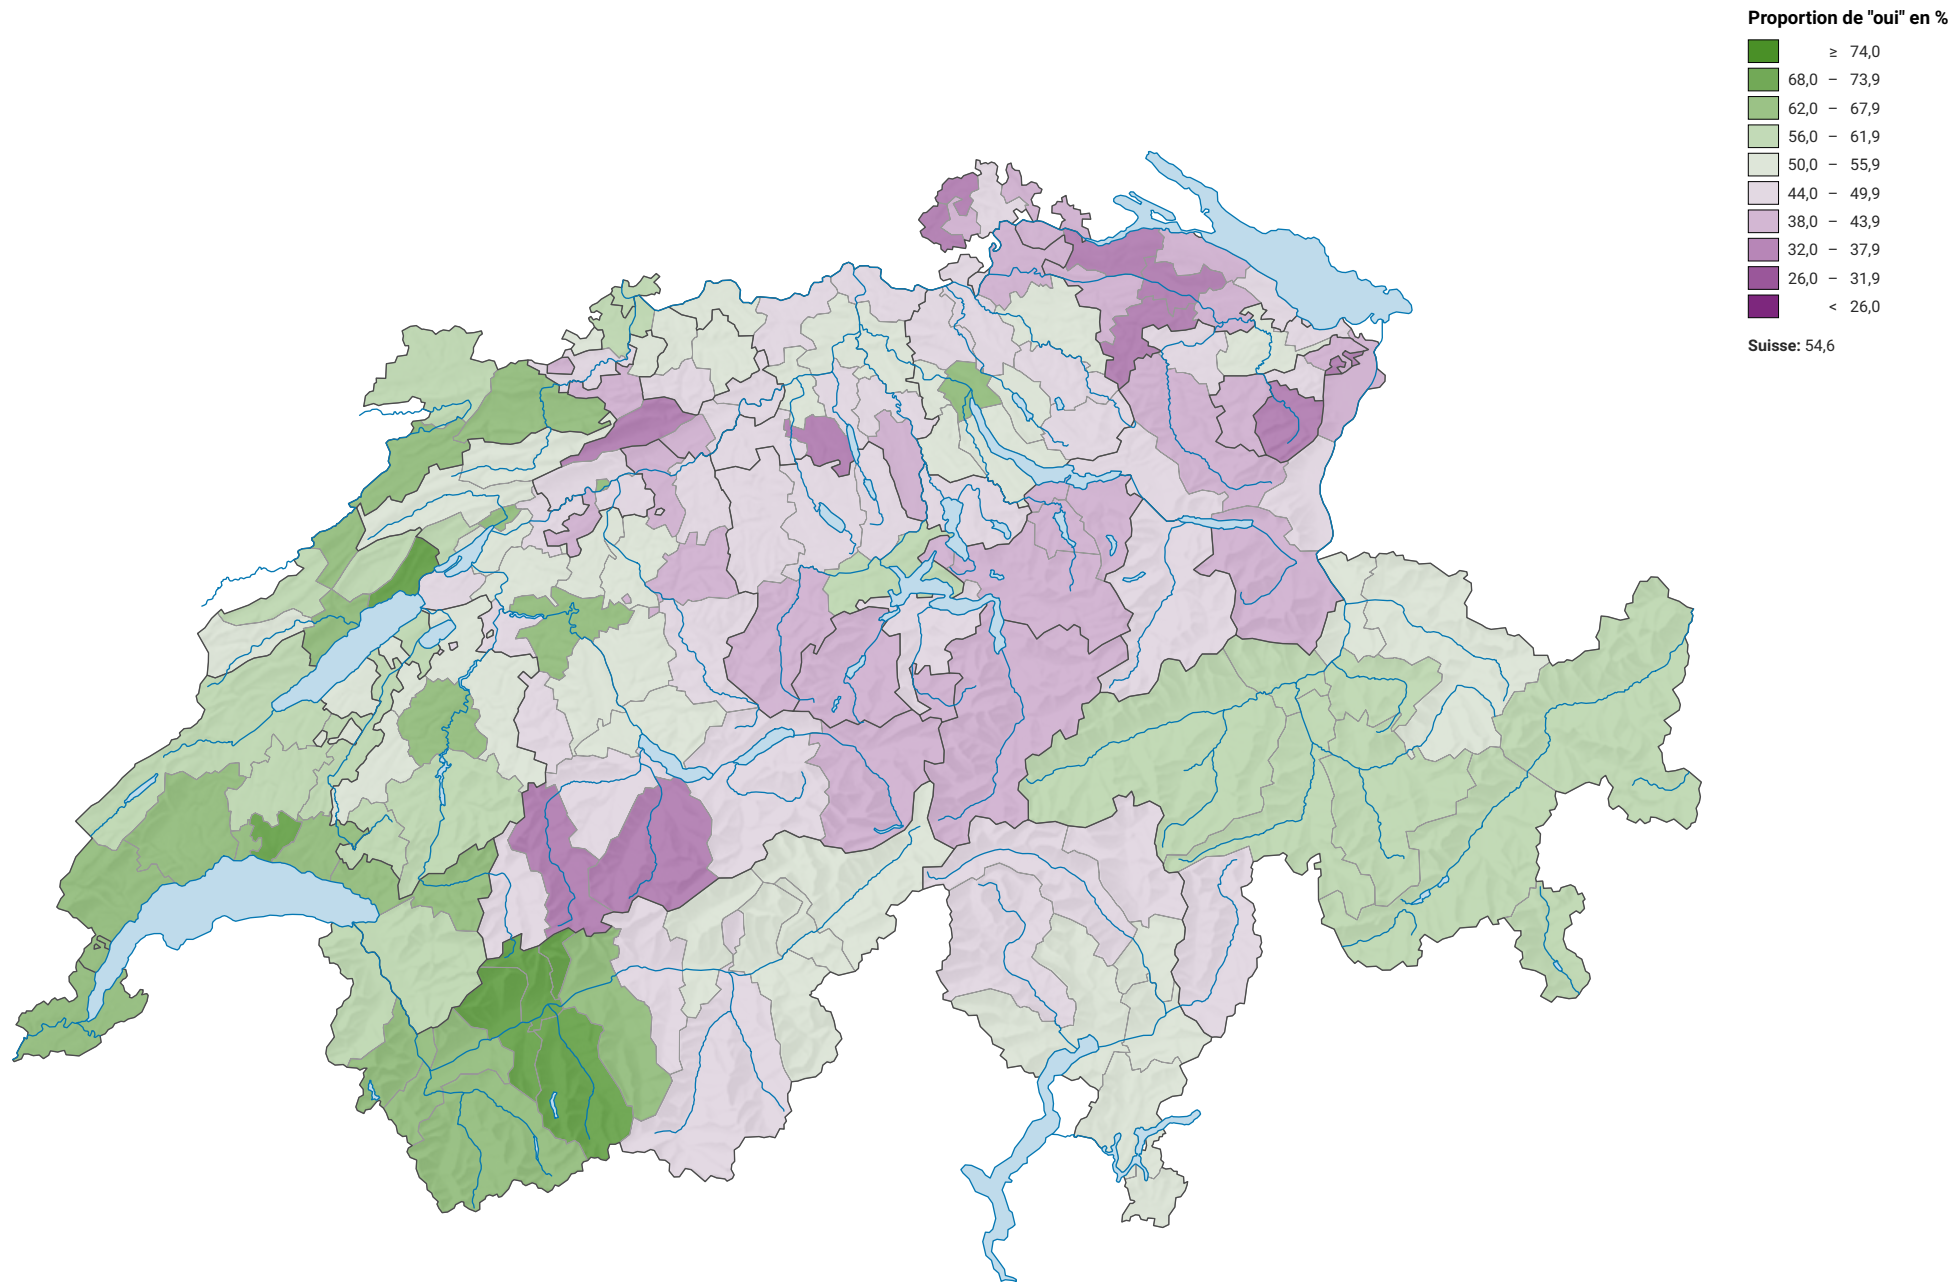 Proportion de "oui" en %
≥ 74,0
68,0 – 73,9
62,0 – 67,9
56,0 – 61,9
50,0 – 55,9
44,0 – 49,9
38,0 – 43,9
32,0 – 37,9
26,0 – 31,9
< 26,0
Suisse: 54,6